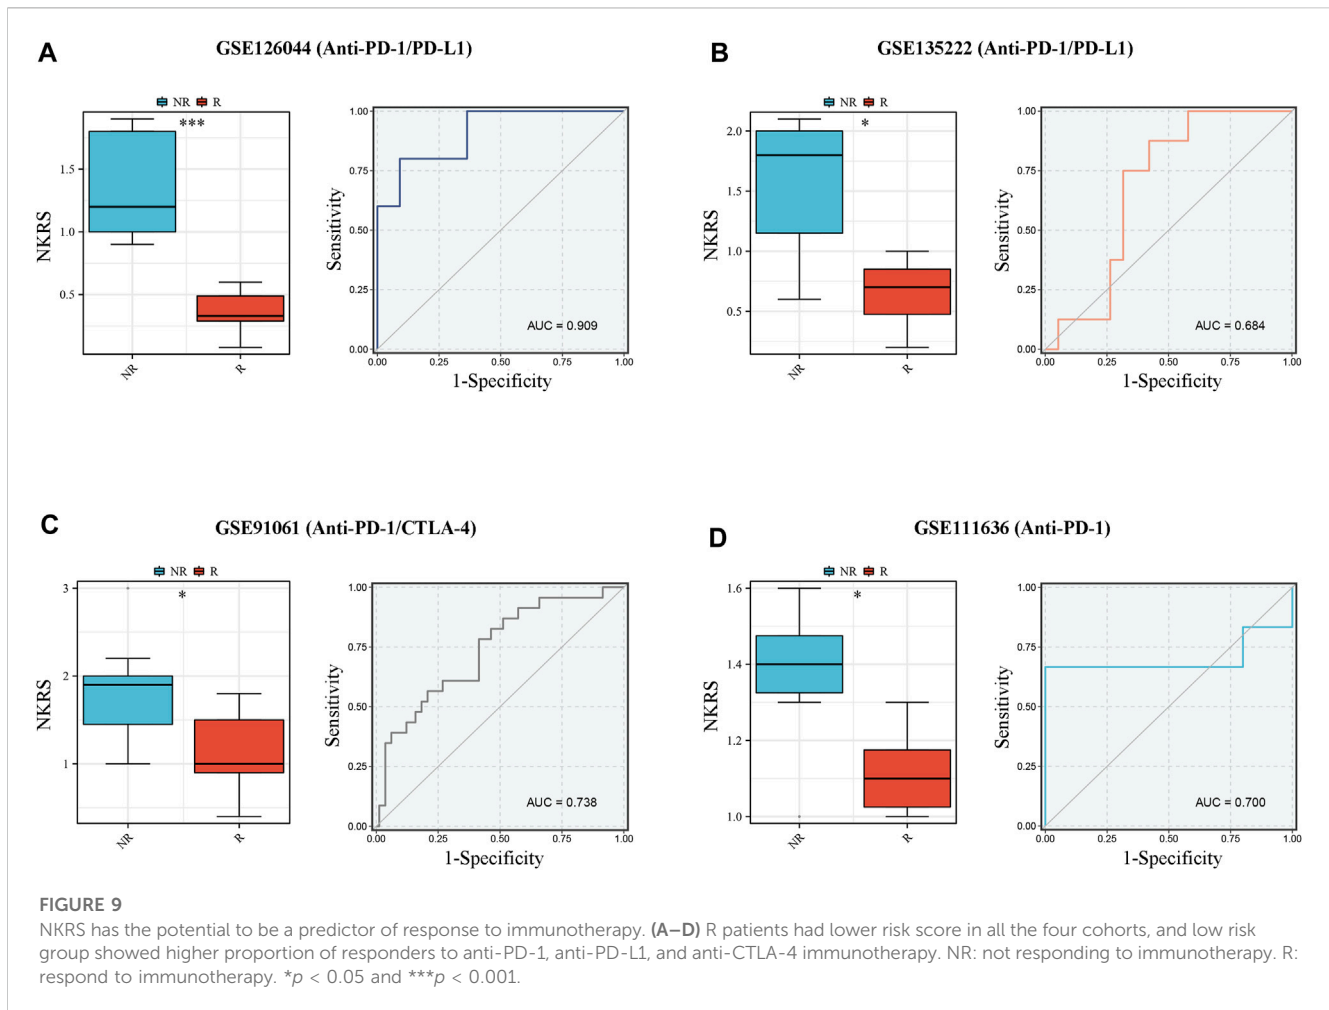 A
GSE126044 (Anti-PD-1/PD-L1)
NR R
***
NKRS
1.5
1.0
0.5
NR
R
Sensitivity
1.00
0.75
0.50
0.25
0.00
AUC = 0.909
0.00 0.25 0.50 0.75 1.00
1-Specificity
B
GSE135222 (Anti-PD-1/PD-L1)
NR R
*
NKRS
2.0
1.5
1.0
0.5
NR
R
Sensitivity
1.00
0.75
0.50
0.25
0.00
AUC = 0.684
0.00 0.25 0.50 0.75 1.00
1-Specificity
C
GSE91061 (Anti-PD-1/CTLA-4)
NR R
*
NKRS
3
2
1
NR
R
Sensitivity
1.00
0.75
0.50
0.25
0.00
AUC = 0.738
0.00 0.25 0.50 0.75 1.00
1-Specificity
D
GSE111636 (Anti-PD-1)
NR R
*
NKRS
1.6
1.4
1.2
1.0
NR
R
Sensitivity
1.00
0.75
0.50
0.25
0.00
AUC = 0.700
0.00 0.25 0.50 0.75 1.00
1-Specificity
FIGURE 9
NKRS has the potential to be a predictor of response to immunotherapy. (A–D) R patients had lower risk score in all the four cohorts, and low risk
group showed higher proportion of responders to anti-PD-1, anti-PD-L1, and anti-CTLA-4 immunotherapy. NR: not responding to immunotherapy. R:
respond to immunotherapy. *p < 0.05 and ***p < 0.001.